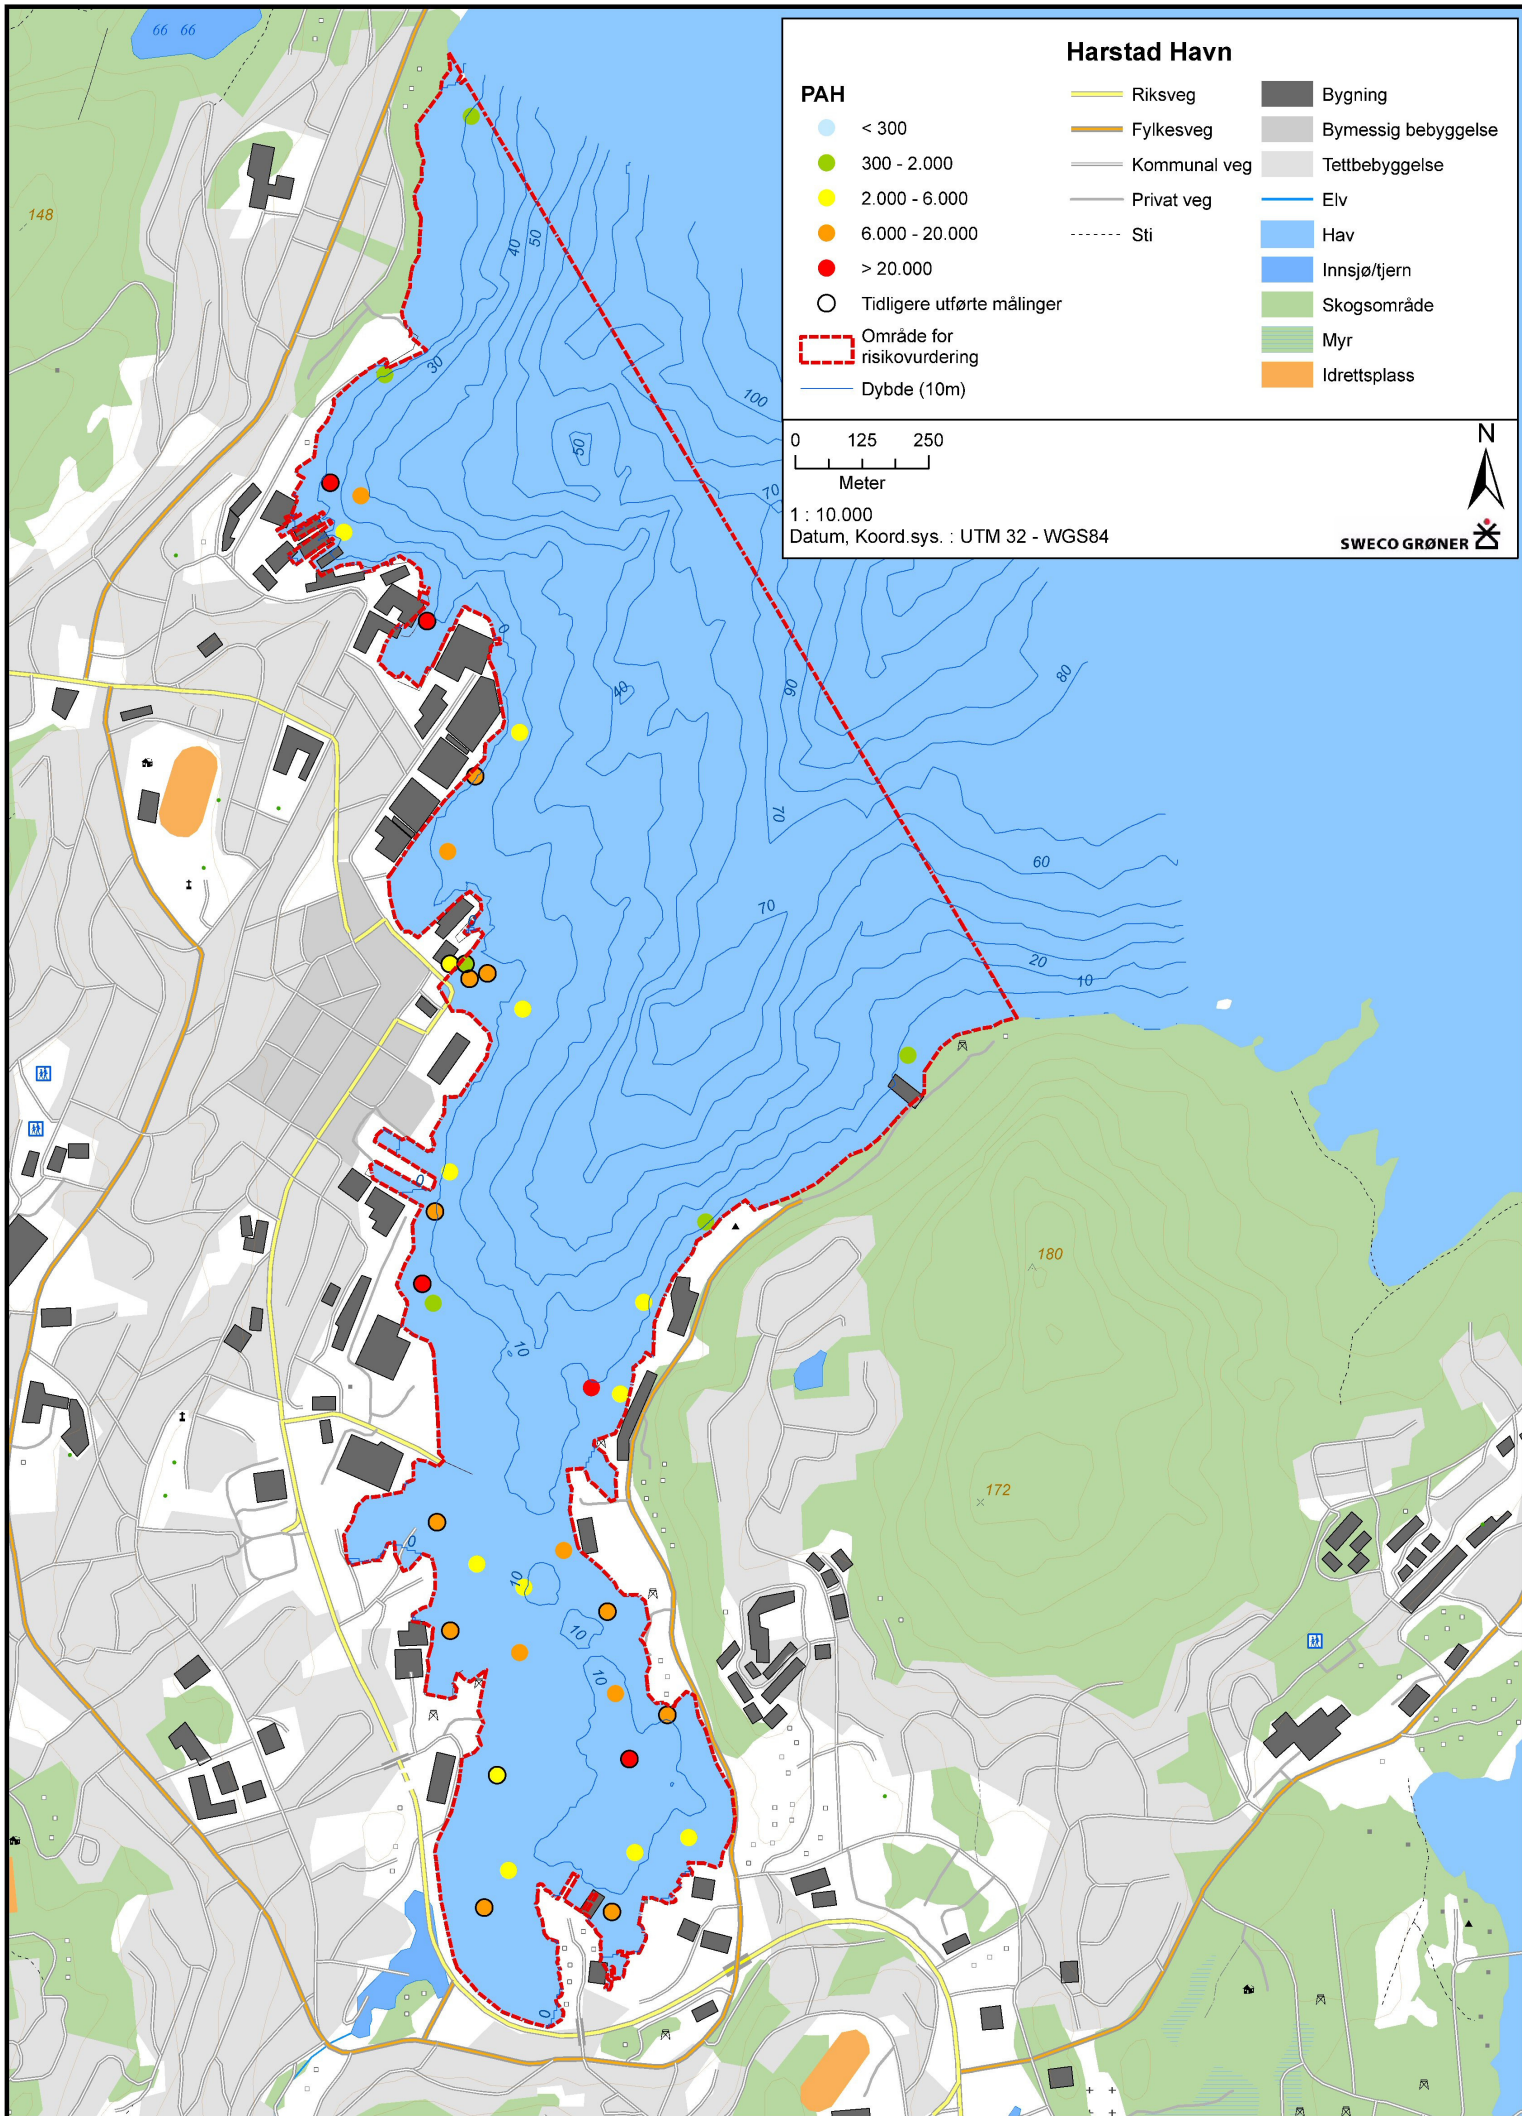 Harstad Havn
PAH
< 300
300 - 2.000
2.000 - 6.000
6.000 - 20.000
> 20.000
Tidligere utførte målinger
Område for
risikovurdering
Dybde (10m)
Riksveg
Fylkesveg
Kommunal veg
Privat veg
Sti
Bygning
Bymessig bebyggelse
Tettbebyggelse
Elv
Hav
Innsjø/tjern
Skogsområde
Myr
Idrettsplass
0 125 250
Meter
1 : 10.000
Datum, Koord.sys. : UTM 32 - WGS84
N
SWECO GRØNER
66 66
148
40
50
30
100
50
70
0
40
90
80
70
60
70
20
10
0
180
10
172
0
10
10
10
0